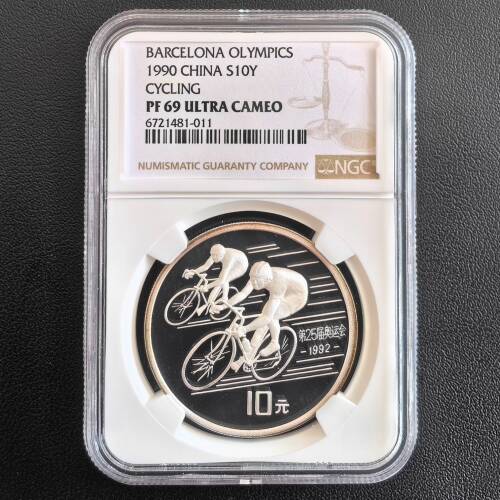 BARCELONA OLYMPICS
1990 CHINA S10Y
CYCLING
PF 69 ULTRA CAMEO
6721481-011
NUMISMATIC GUARANTY COMPANY
NGC
第25届奥运会
-1992-
10元